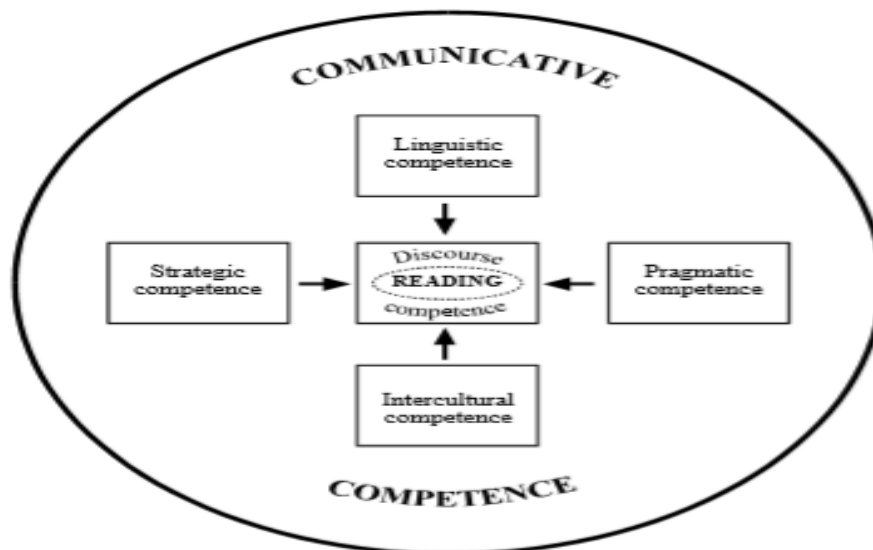 COMMUNICATIVE
Linguistic
competence
Strategic
competence
Discourse
READING
competence
Pragmatic
competence
Intercultural
competence
COMPETENCE